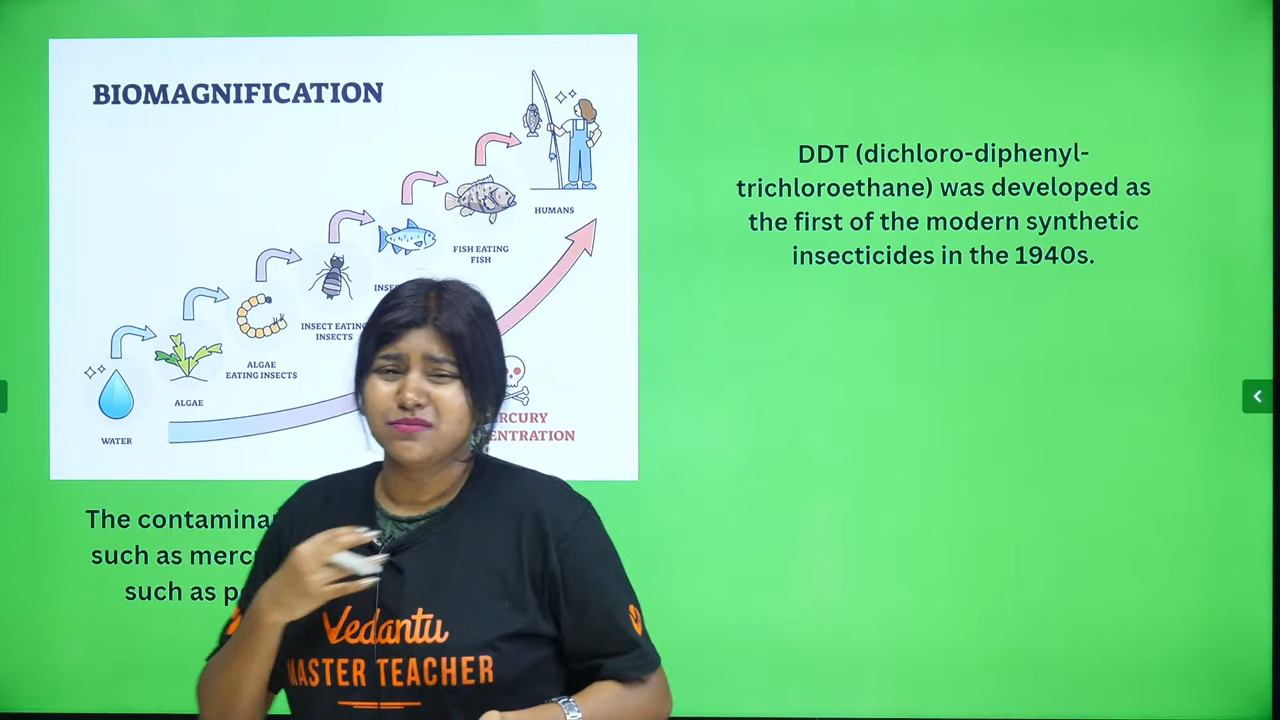 BIOMAGNIFICATION
HUMANS
FISH EATING
FISH
INSECT EATING
INSECTS
ALGAE
EATING INSECTS
ALGAE
WATER
DDT (dichloro-diphenyl-
trichloroethane) was developed as
the first of the modern synthetic
insecticides in the 1940s.
The
such as
such as
Vedantu
MASTER TEACHER